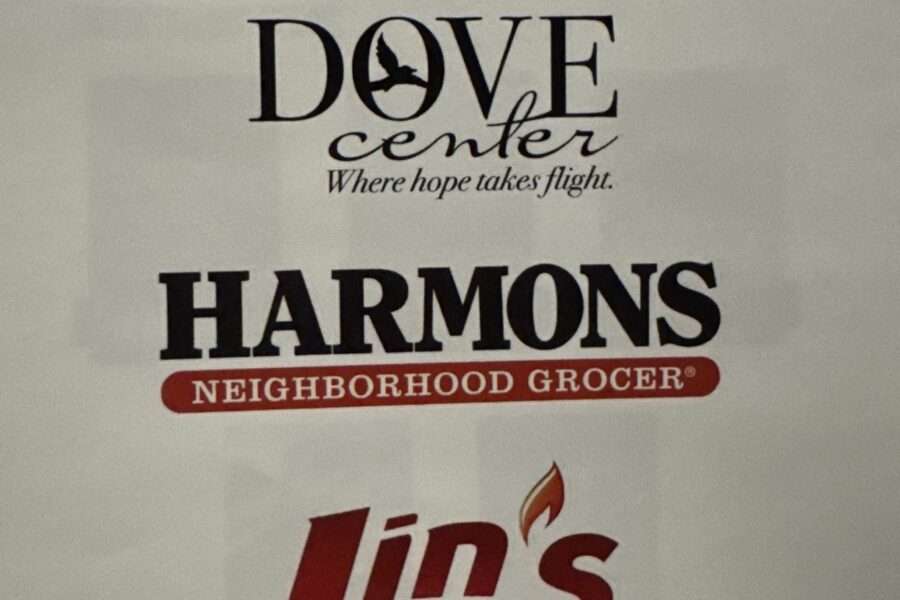 DOVE
center
Where hope takes flight.
HARMONS
NEIGHBORHOOD GROCER®
Lin's